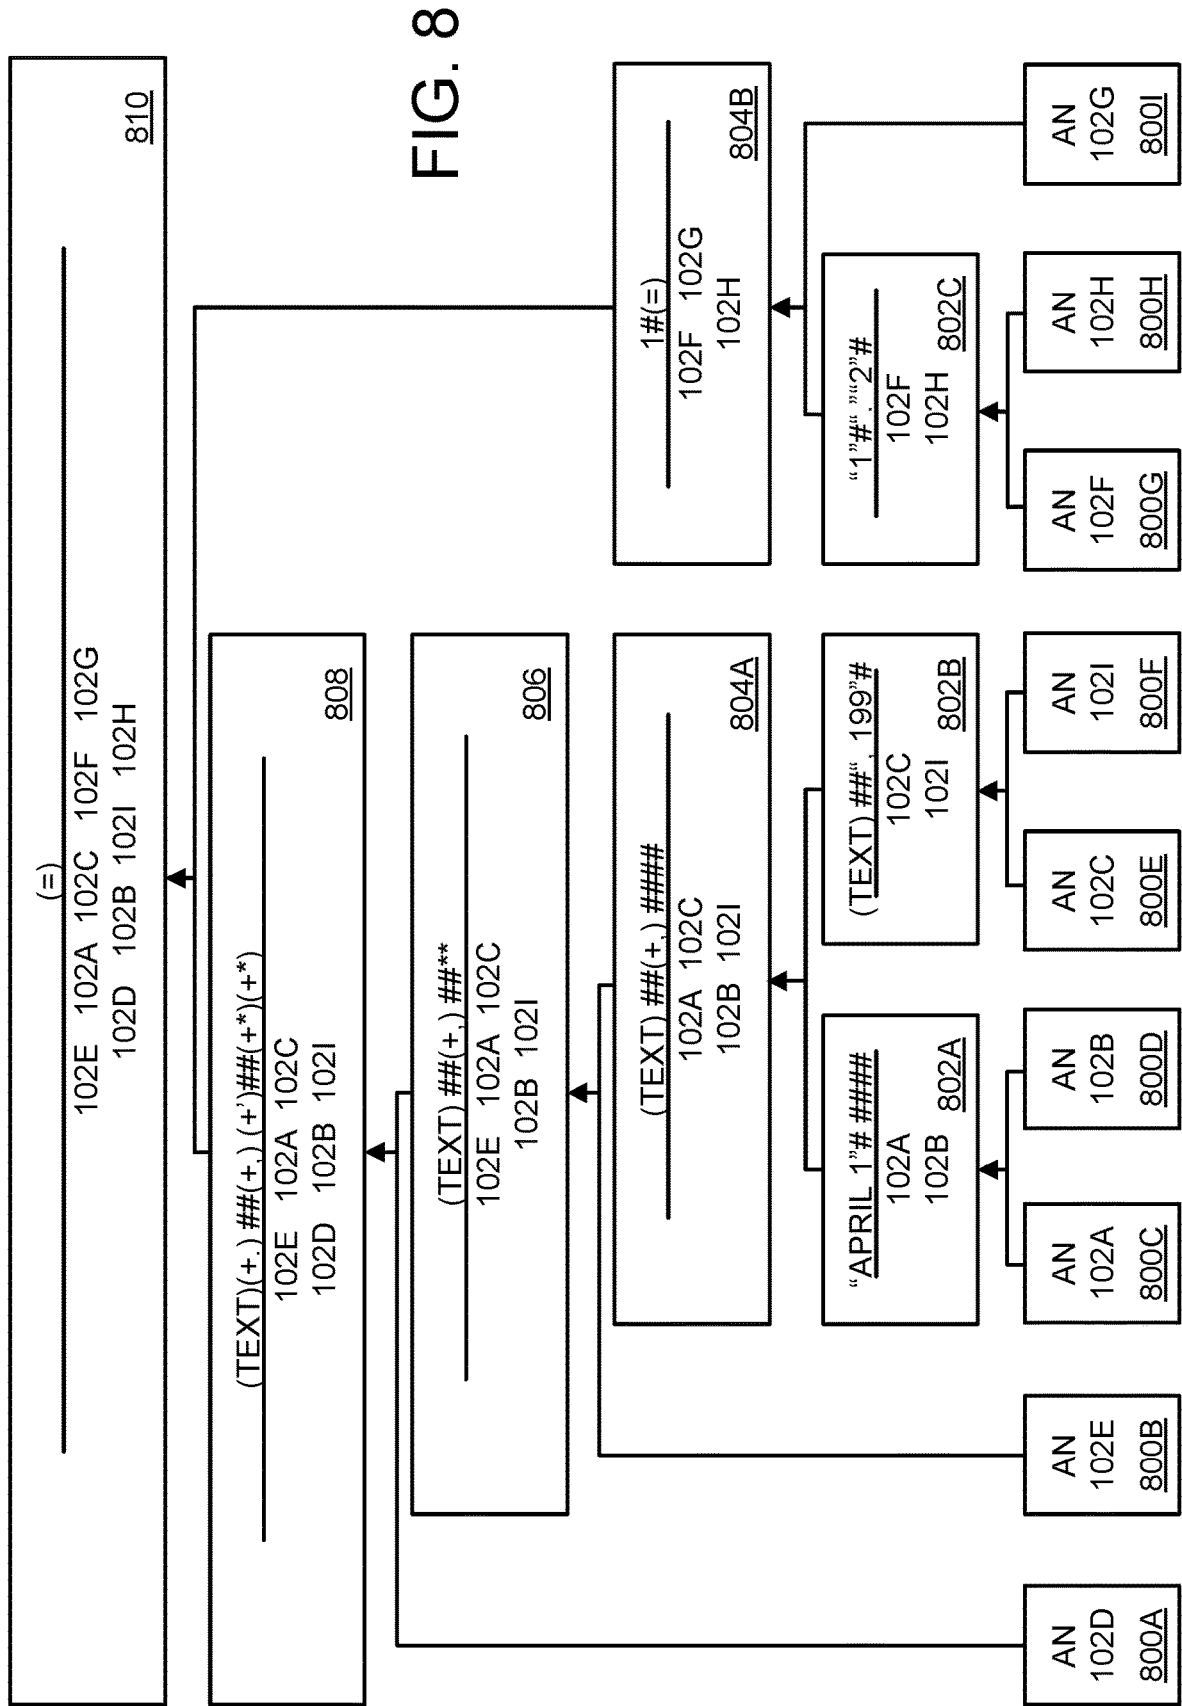 (=)
102E 102A 102C 102F 102G
102D 102B 102I 102H
810
(TEXT)(+.) ##(+,) (+')##(+*)(+*)
102E 102A 102C
102D 102B 102I
808
(TEXT) ##(+,) ##**
102E 102A 102C
102B 102I
806
FIG. 8
(TEXT) ##(+,) ####
102A 102C
102B 102I
804A
1#(=)
102F 102G
102H
804B
“APRIL 1”# ####
102A
102B
802A
(TEXT) ##“, 199”#
102C
102I
802B
“1”#“.”“2”#
102F
102H
802C
AN
102D
800A
AN
102E
800B
AN
102A
800C
AN
102B
800D
AN
102C
800E
AN
102I
800F
AN
102F
800G
AN
102H
800H
AN
102G
800I